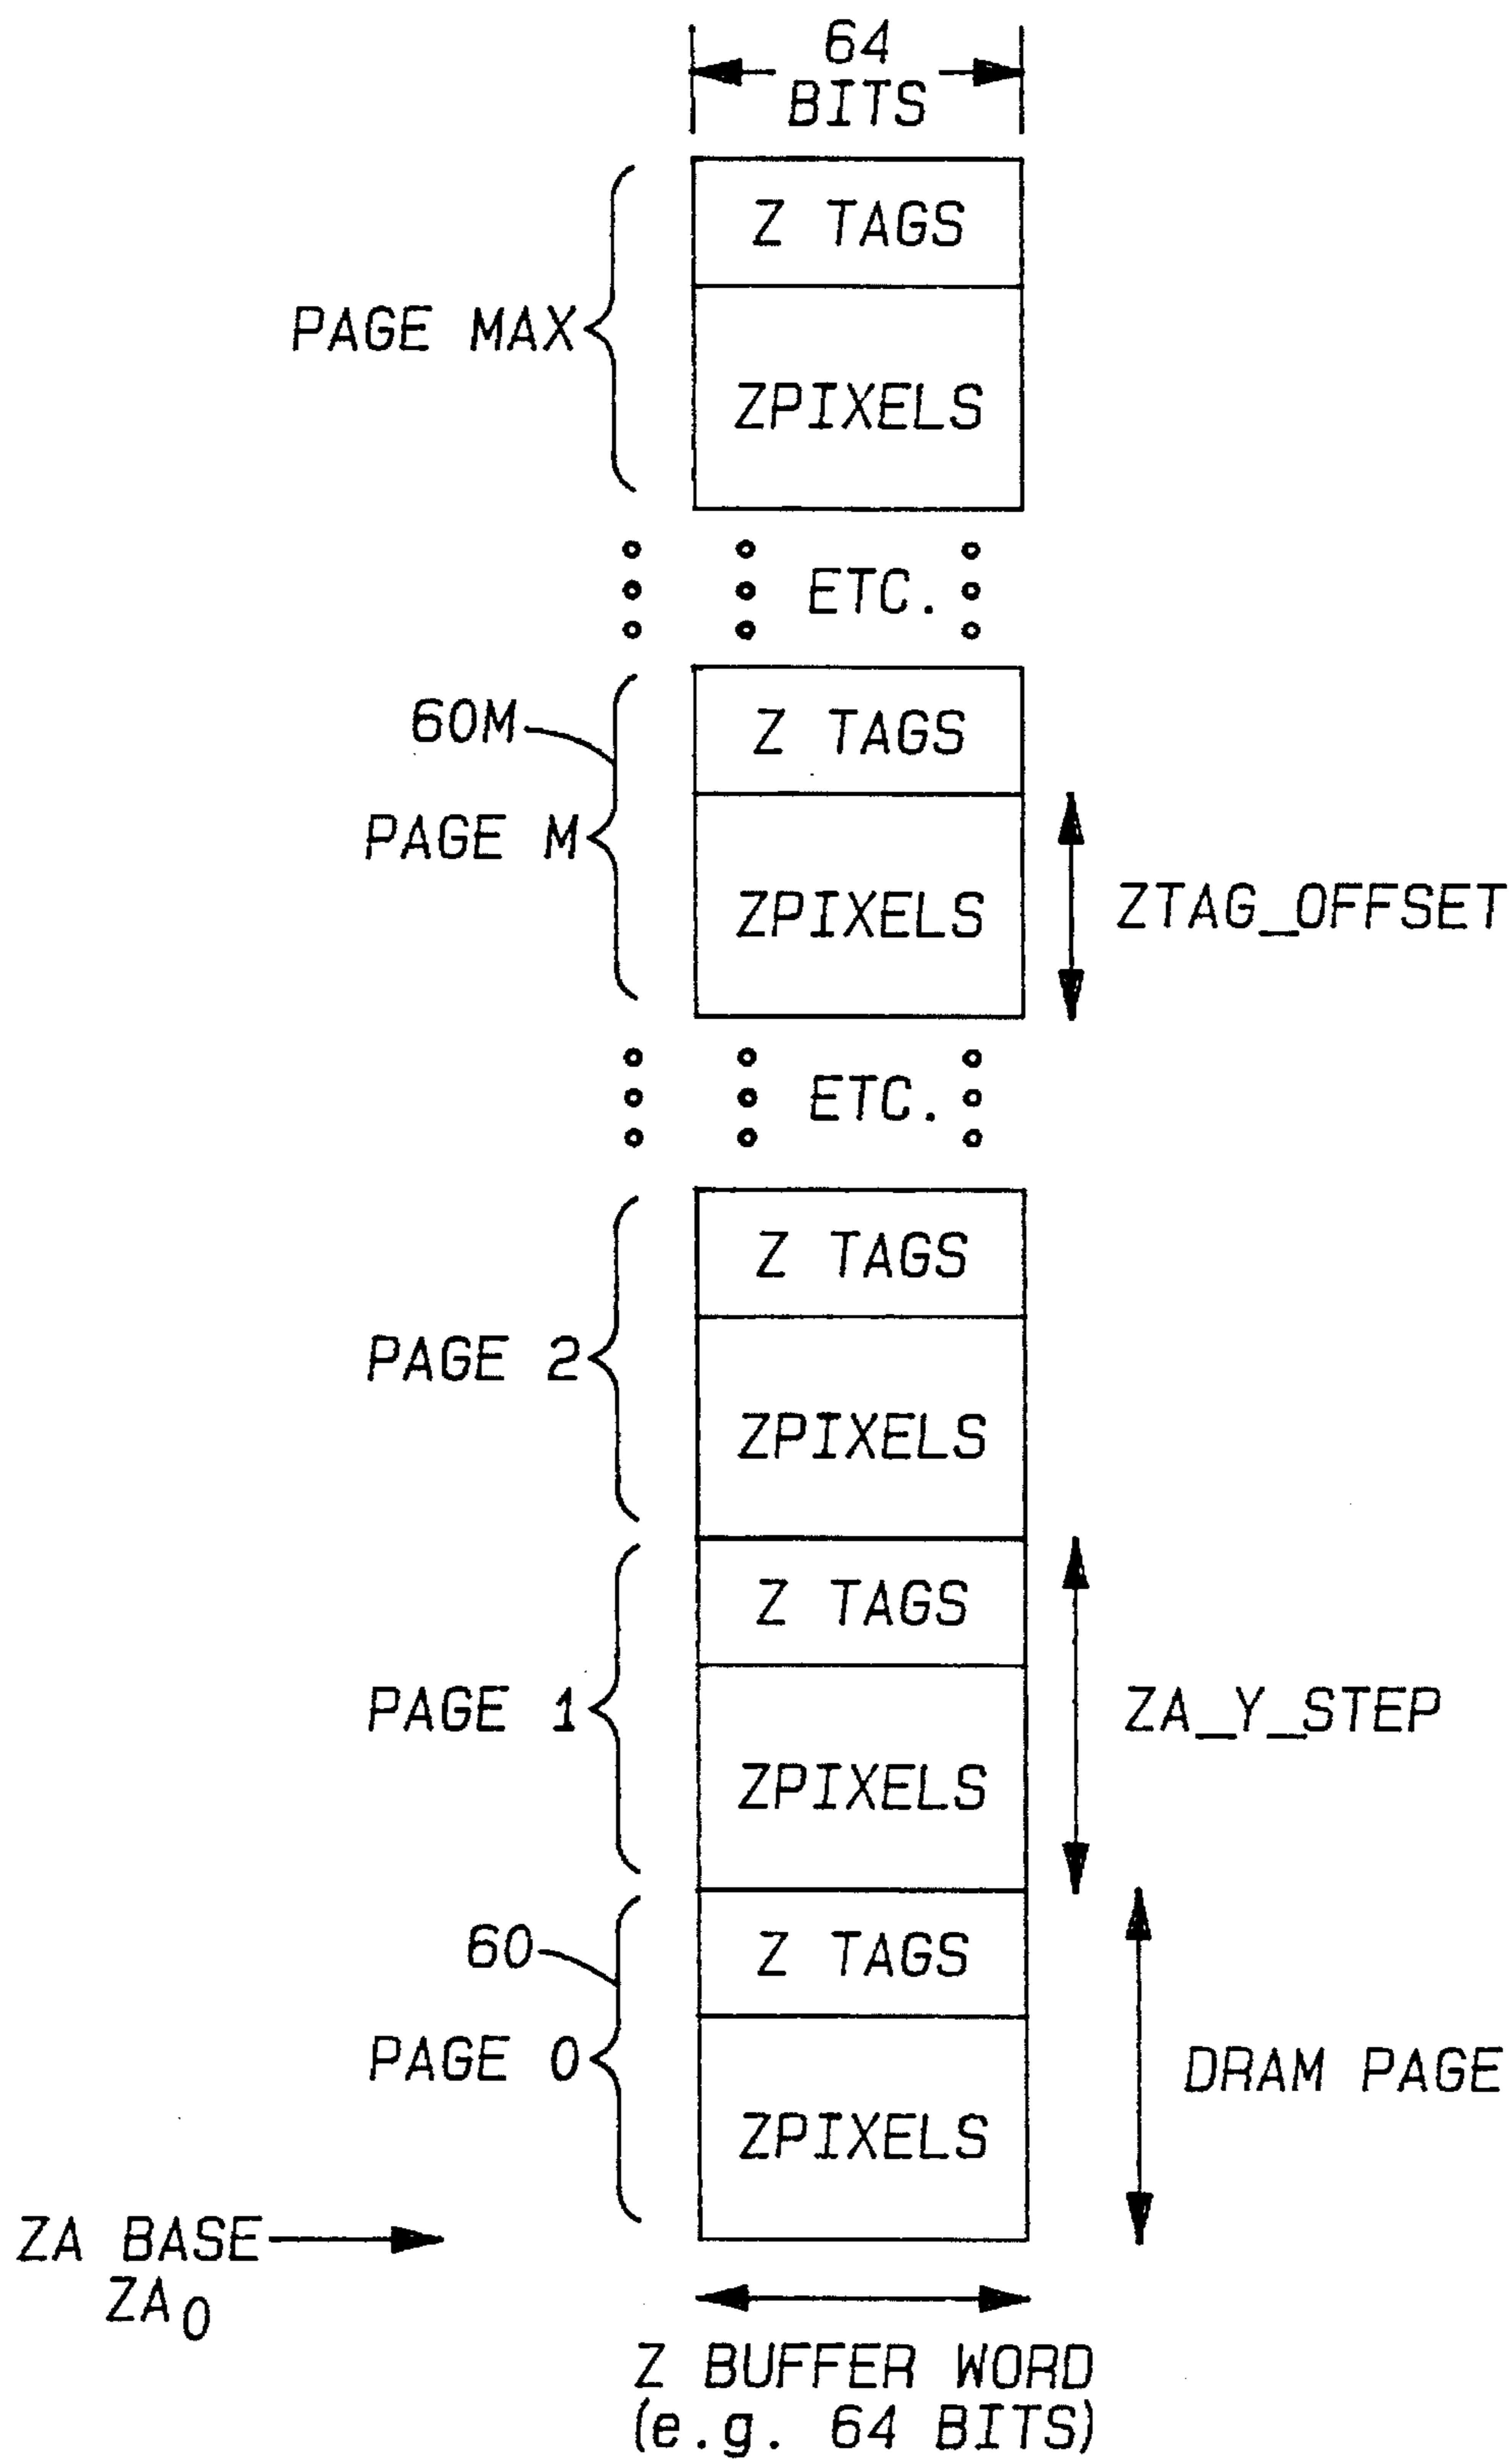 64
BITS
Z TAGS
PAGE MAX
ZPIXELS
ETC.
60M
Z TAGS
PAGE M
ZPIXELS
ZTAG_OFFSET
ETC.
Z TAGS
PAGE 2
ZPIXELS
Z TAGS
PAGE 1
ZA_Y_STEP
ZPIXELS
60
Z TAGS
PAGE 0
DRAM PAGE
ZPIXELS
ZA BASE
ZA0
Z BUFFER WORD
(e.g. 64 BITS)